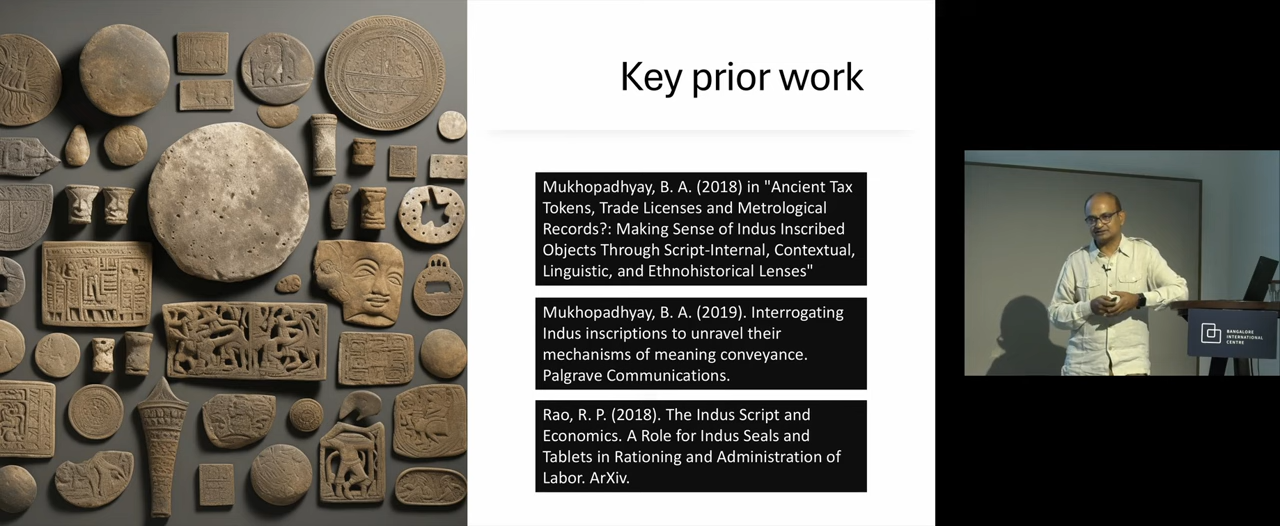 Key prior work
Mukhopadhyay, B. A. (2018) in "Ancient Tax
Tokens, Trade Licenses and Metrological
Records?: Making Sense of Indus Inscribed
Objects Through Script-Internal, Contextual,
Linguistic, and Ethnohistorical Lenses"
Mukhopadhyay, B. A. (2019). Interrogating
Indus inscriptions to unravel their
mechanisms of meaning conveyance.
Palgrave Communications.
Rao, R. P. (2018). The Indus Script and
Economics. A Role for Indus Seals and
Tablets in Rationing and Administration of
Labor. ArXiv.
BANGALORE
INTERNATIONAL
CENTRE